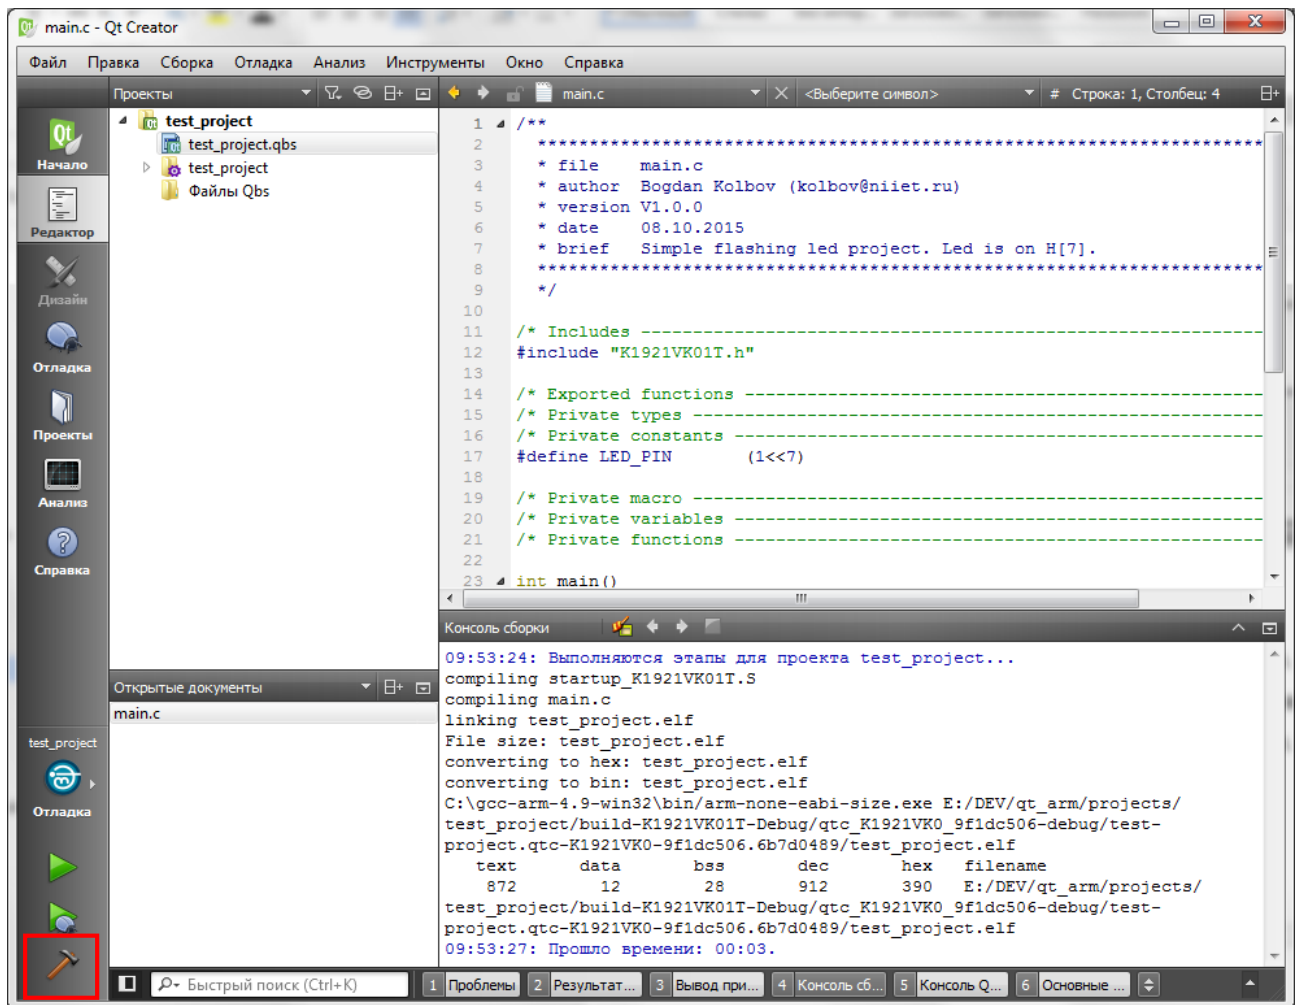 main.c - Qt Creator
Файл Правка Сборка Отладка Анализ Инструменты Окно Справка
Проекты
main.c
<Выберите символ>
# Строка: 1, Столбец: 4
Начало
Редактор
Дизайн
Отладка
Проекты
Анализ
Справка
test_project
test_project.qbs
test_project
Файлы Qbs
1 /**
2 **********************************************************************
3 * file main.c
4 * author Bogdan Kolbov (kolbov@niiet.ru)
5 * version V1.0.0
6 * date 08.10.2015
7 * brief Simple flashing led project. Led is on H[7].
8 **********************************************************************
9 */
10
11 /* Includes ------------------------------------------------------------
12 #include "K1921VK01T.h"
13
14 /* Exported functions --------------------------------------------------
15 /* Private types -------------------------------------------------------
16 /* Private constants ---------------------------------------------------
17 #define LED_PIN (1<<7)
18
19 /* Private macro -------------------------------------------------------
20 /* Private variables ---------------------------------------------------
21 /* Private functions ---------------------------------------------------
22
23 int main()
Открытые документы
main.c
Консоль сборки
09:53:24: Выполняются этапы для проекта test_project...
compiling startup_K1921VK01T.S
compiling main.c
linking test_project.elf
File size: test_project.elf
converting to hex: test_project.elf
converting to bin: test_project.elf
C:\gcc-arm-4.9-win32\bin/arm-none-eabi-size.exe E:/DEV/qt_arm/projects/
test_project/build-K1921VK01T-Debug/qtc_K1921VK0_9f1dc506-debug/test-
project.qtc-K1921VK0-9f1dc506.6b7d0489/test_project.elf
text data bss dec hex filename
872 12 28 912 390 E:/DEV/qt_arm/projects/
test_project/build-K1921VK01T-Debug/qtc_K1921VK0_9f1dc506-debug/test-
project.qtc-K1921VK0-9f1dc506.6b7d0489/test_project.elf
09:53:27: Прошло времени: 00:03.
test_project
Отладка
Быстрый поиск (Ctrl+K)
1 Проблемы
2 Результат...
3 Вывод при...
4 Консоль сб...
5 Консоль Q...
6 Основные ...